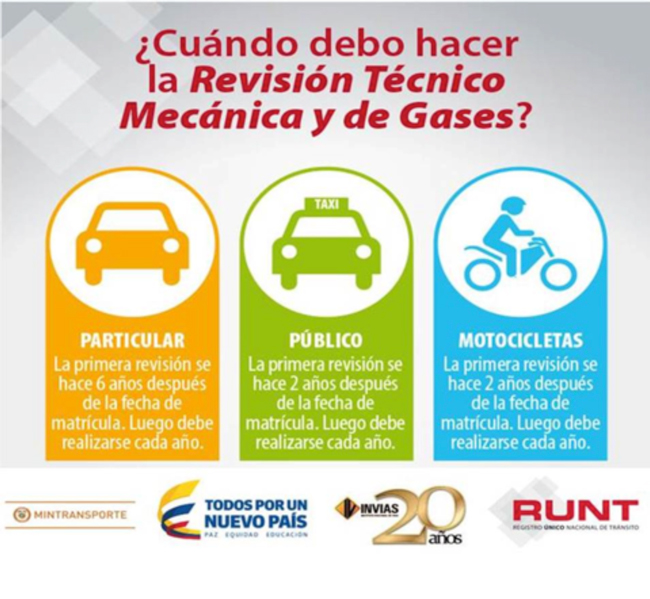 ¿Cuándo debo hacer
la Revisión Técnico
Mecánica y de Gases?
TAXI
PARTICULAR
La primera revisión se
hace 6 años después
de la fecha de
matrícula. Luego debe
realizarse cada año.
PÚBLICO
La primera revisión se
hace 2 años después
de la fecha de
matrícula. Luego debe
realizarse cada año.
MOTOCICLETAS
La primera revisión se
hace 2 años después
de la fecha de
matrícula. Luego debe
realizarse cada año.
MINTRANSPORTE
TODOS POR UN
NUEVO PAÍS
PAZ EQUIDAD EDUCACIÓN
INVIAS
20
años
RUNT
REGISTRO ÚNICO NACIONAL DE TRÁNSITO